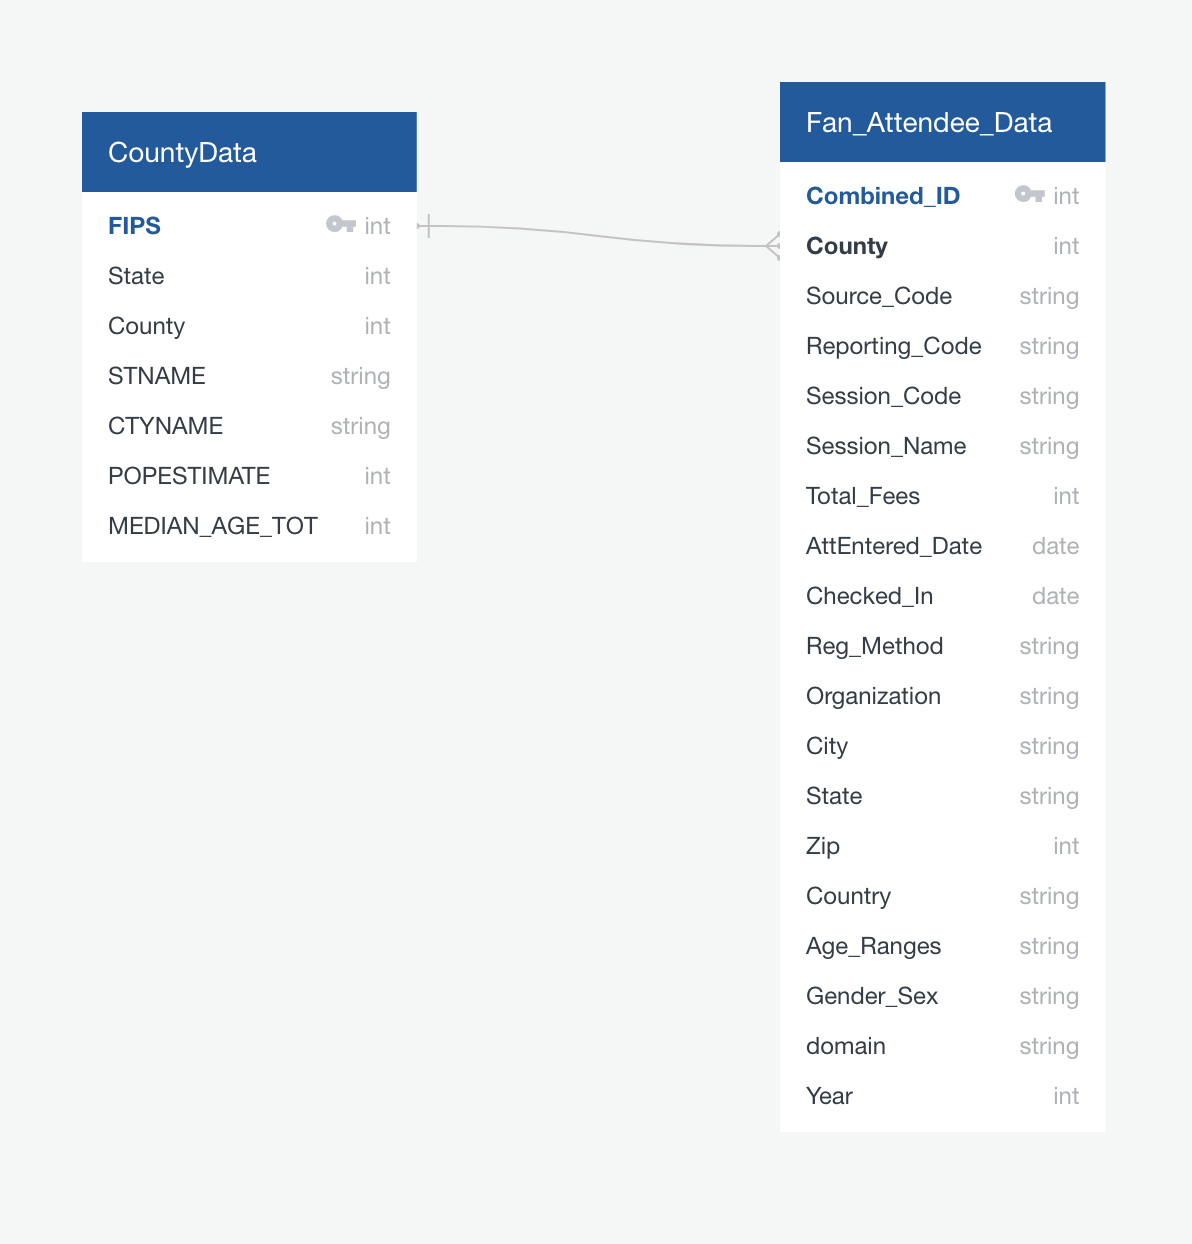 CountyData
FIPS int
State int
County int
STNAME string
CTYNAME string
POPESTIMATE int
MEDIAN_AGE_TOT int
Fan_Attendee_Data
Combined_ID int
County int
Source_Code string
Reporting_Code string
Session_Code string
Session_Name string
Total_Fees int
AttEntered_Date date
Checked_In date
Reg_Method string
Organization string
City string
State string
Zip int
Country string
Age_Ranges string
Gender_Sex string
domain string
Year int